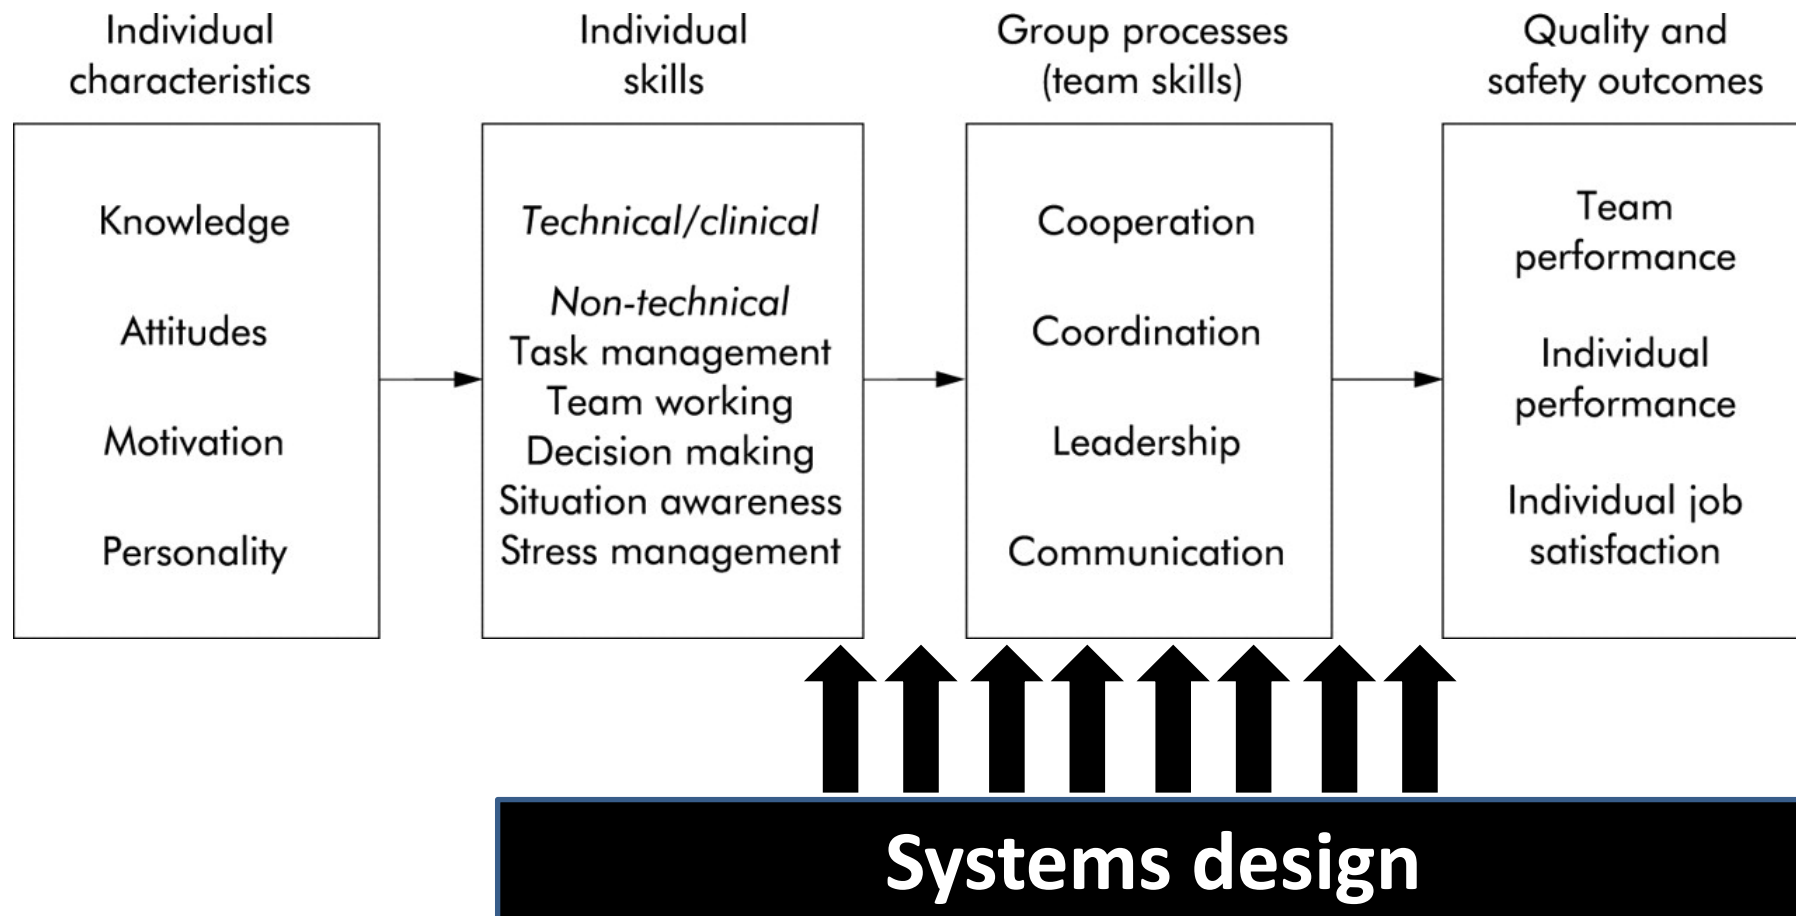 Individual
characteristics
Knowledge
Attitudes
Motivation
Personality
Individual
skills
Technical/clinical
Non-technical
Task management
Team working
Decision making
Situation awareness
Stress management
Group processes
(team skills)
Cooperation
Coordination
Leadership
Communication
Quality and
safety outcomes
Team
performance
Individual
performance
Individual job
satisfaction
Systems design